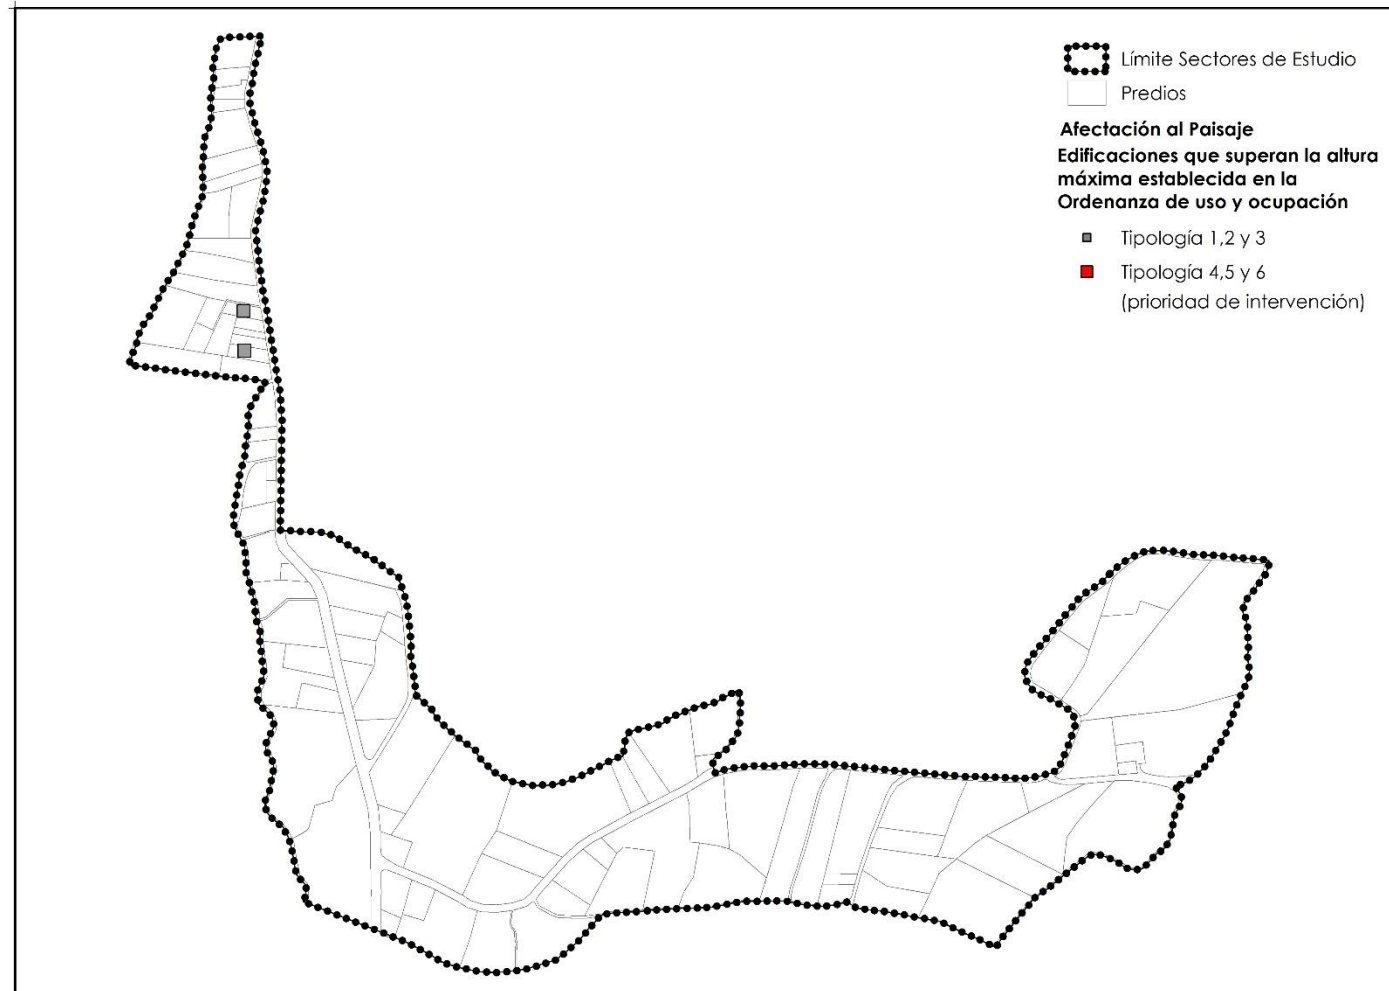 Límite Sectores de Estudio
Predios
Afectación al Paisaje
Edificaciones que superan la altura
máxima establecida en la
Ordenanza de uso y ocupación
Tipología 1,2 y 3
Tipología 4,5 y 6
(prioridad de intervención)